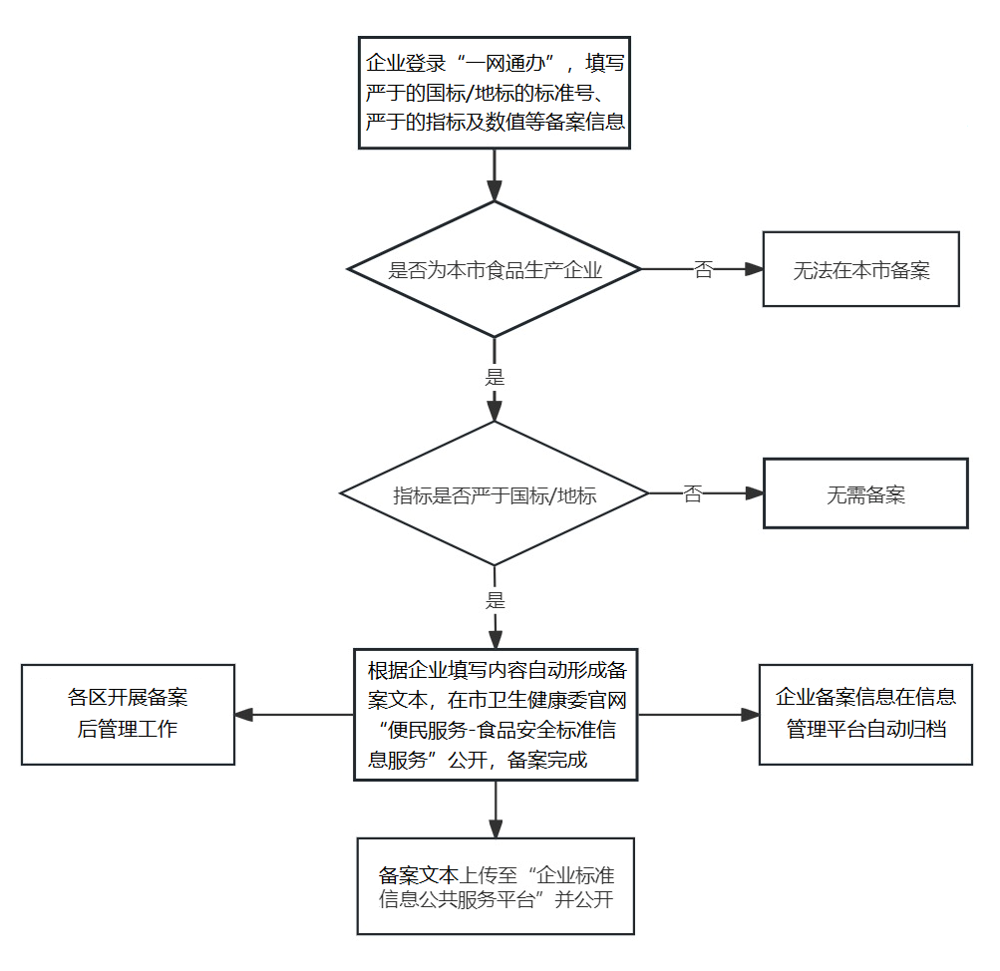 企业登录“一网通办”，填写
严于的国标/地标的标准号、
严于的指标及数值等备案信息
是否为本市食品生产企业
否
无法在本市备案
是
指标是否严于国标/地标
否
无需备案
是
各区开展备案
后管理工作
根据企业填写内容自动形成备
案文本，在市卫生健康委官网
“便民服务-食品安全标准信
息服务”公开，备案完成
企业备案信息在信息
管理平台自动归档
备案文本上传至“企业标准
信息公共服务平台”并公开